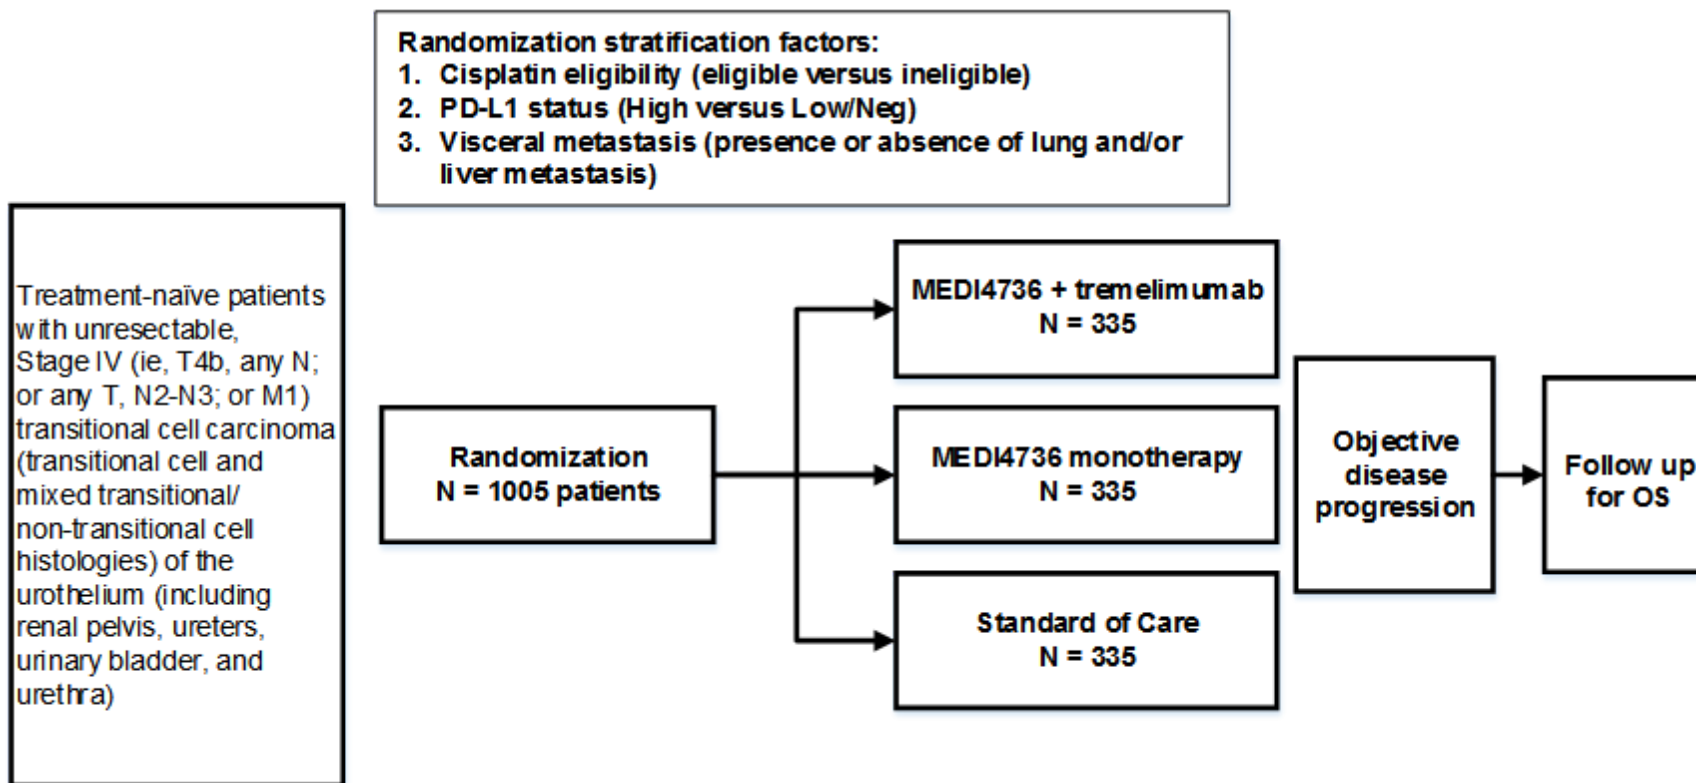 Randomization stratification factors:
1. Cisplatin eligibility (eligible versus ineligible)
2. PD-L1 status (High versus Low/Neg)
3. Visceral metastasis (presence or absence of lung and/or
liver metastasis)
Treatment-naïve patients
with unresectable,
Stage IV (ie, T4b, any N;
or any T, N2-N3; or M1)
transitional cell carcinoma
(transitional cell and
mixed transitional/
non-transitional cell
histologies) of the
urothelium (including
renal pelvis, ureters,
urinary bladder, and
urethra)
Randomization
N = 1005 patients
MEDI4736 + tremelimumab
N = 335
MEDI4736 monotherapy
N = 335
Standard of Care
N = 335
Objective
disease
progression
Follow up
for OS